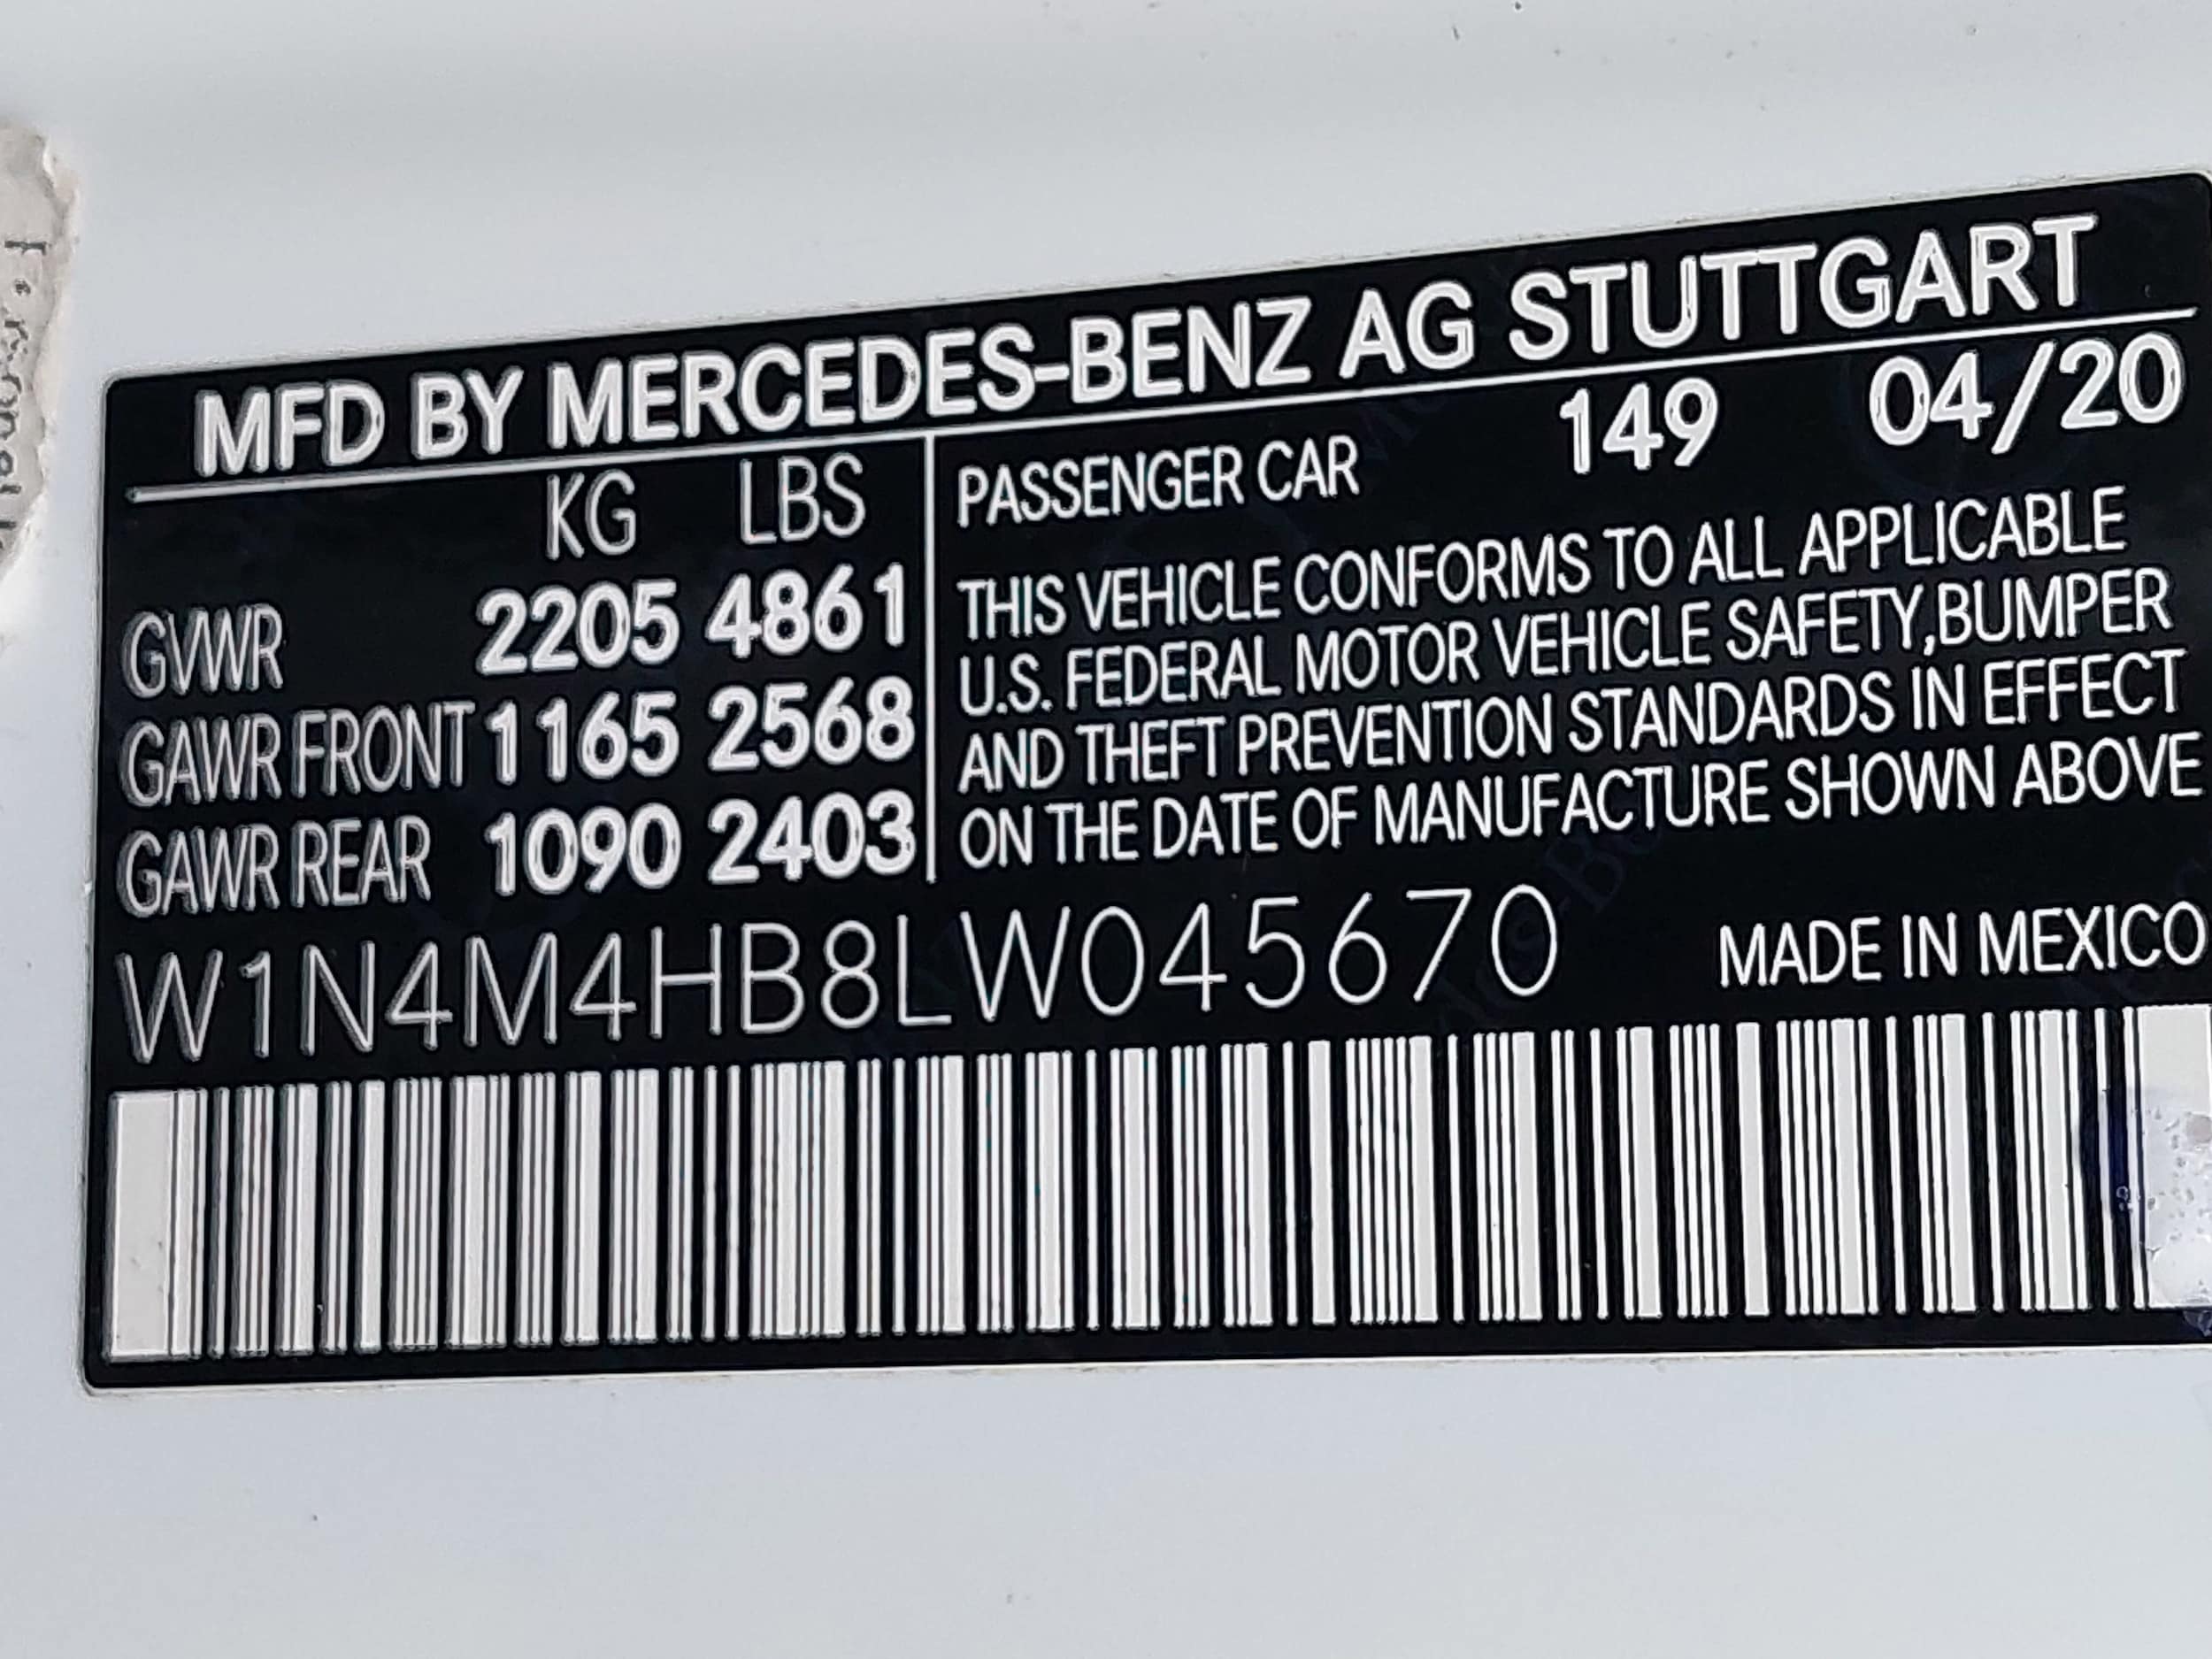 MFD BY MERCEDES-BENZ AG STUTTGART
KG LBS
GVWR 2205 4861
GAWR FRONT 1165 2568
GAWR REAR 1090 2403
PASSENGER CAR 149 04/20
THIS VEHICLE CONFORMS TO ALL APPLICABLE
U.S. FEDERAL MOTOR VEHICLE SAFETY,BUMPER
AND THEFT PREVENTION STANDARDS IN EFFECT
ON THE DATE OF MANUFACTURE SHOWN ABOVE
W1N4M4HB8LW045670 MADE IN MEXICO